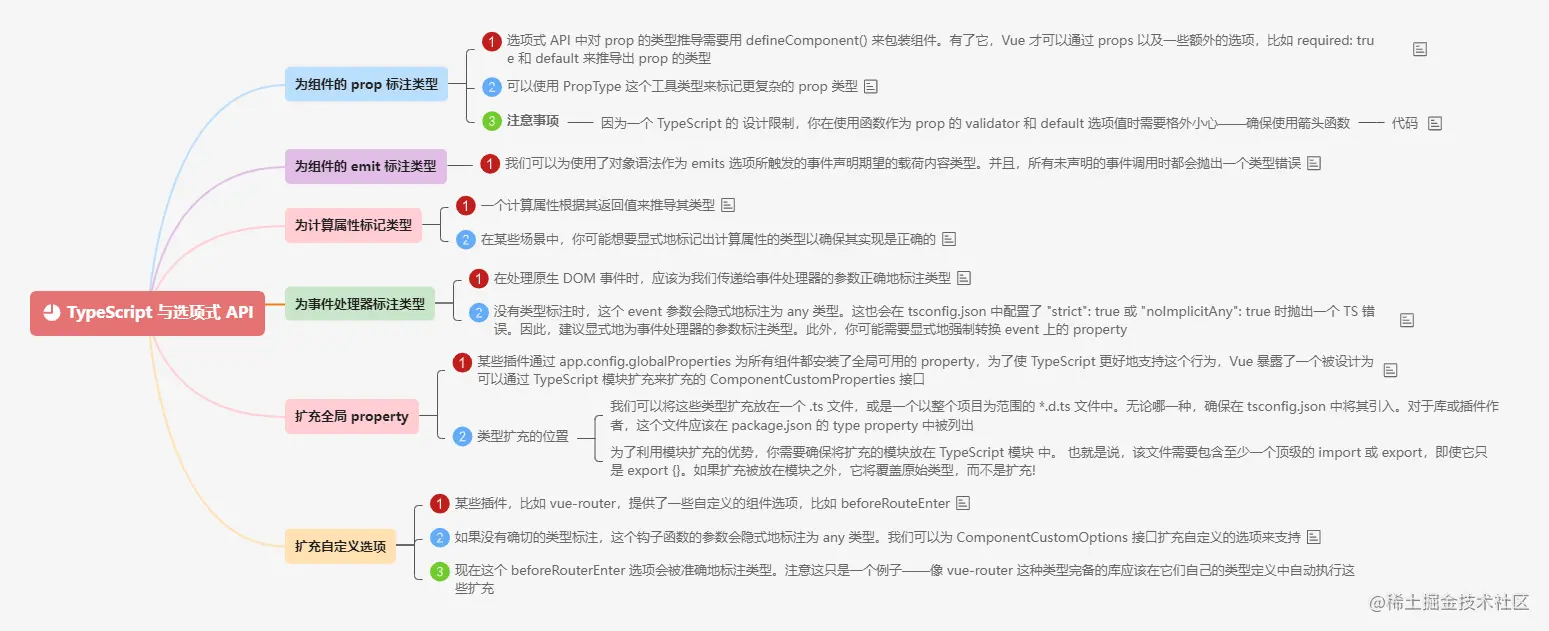 TypeScript 与选项式 API
为组件的 prop 标注类型
1 选项式 API 中对 prop 的类型推导需要用 defineComponent() 来包装组件。有了它，Vue 才可以通过 props 以及一些额外的选项，比如 required: tru
e 和 default 来推导出 prop 的类型
2 可以使用 PropType 这个工具类型来标记更复杂的 prop 类型
3 注意事项 因为一个 TypeScript 的 设计限制，你在使用函数作为 prop 的 validator 和 default 选项值时需要格外小心——确保使用箭头函数 代码
为组件的 emit 标注类型
1 我们可以为使用了对象语法作为 emits 选项所触发的事件声明期望的载荷内容类型。并且，所有未声明的事件调用时都会抛出一个类型错误
为计算属性标记类型
1 一个计算属性根据其返回值来推导其类型
2 在某些场景中，你可能想要显式地标记出计算属性的类型以确保其实现是正确的
为事件处理器标注类型
1 在处理原生 DOM 事件时，应该为我们传递给事件处理器的参数正确地标注类型
2 没有类型标注时，这个 event 参数会隐式地标注为 any 类型。这也会在 tsconfig.json 中配置了 "strict": true 或 "noImplicitAny": true 时抛出一个 TS 错
误。因此，建议显式地为事件处理器的参数标注类型。此外，你可能需要显式地强制转换 event 上的 property
扩充全局 property
1 某些插件通过 app.config.globalProperties 为所有组件都安装了全局可用的 property，为了使 TypeScript 更好地支持这个行为，Vue 暴露了一个被设计为
可以通过 TypeScript 模块扩充来扩充的 ComponentCustomProperties 接口
2 类型扩充的位置
我们可以将这些类型扩充放在一个 .ts 文件，或是一个以整个项目为范围的 *.d.ts 文件中。无论哪一种，确保在 tsconfig.json 中将其引入。对于库或插件作
者，这个文件应该在 package.json 的 type property 中被列出
为了利用模块扩充的优势，你需要确保将扩充的模块放在 TypeScript 模块 中。 也就是说，该文件需要包含至少一个顶级的 import 或 export，即使它只
是 export {}。如果扩充被放在模块之外，它将覆盖原始类型，而不是扩充!
扩充自定义选项
1 某些插件，比如 vue-router，提供了一些自定义的组件选项，比如 beforeRouteEnter
2 如果没有确切的类型标注，这个钩子函数的参数会隐式地标注为 any 类型。我们可以为 ComponentCustomOptions 接口扩充自定义的选项来支持
3 现在这个 beforeRouterEnter 选项会被准确地标注类型。注意这只是一个例子——像 vue-router 这种类型完备的库应该在它们自己的类型定义中自动执行这
些扩充
@稀土掘金技术社区